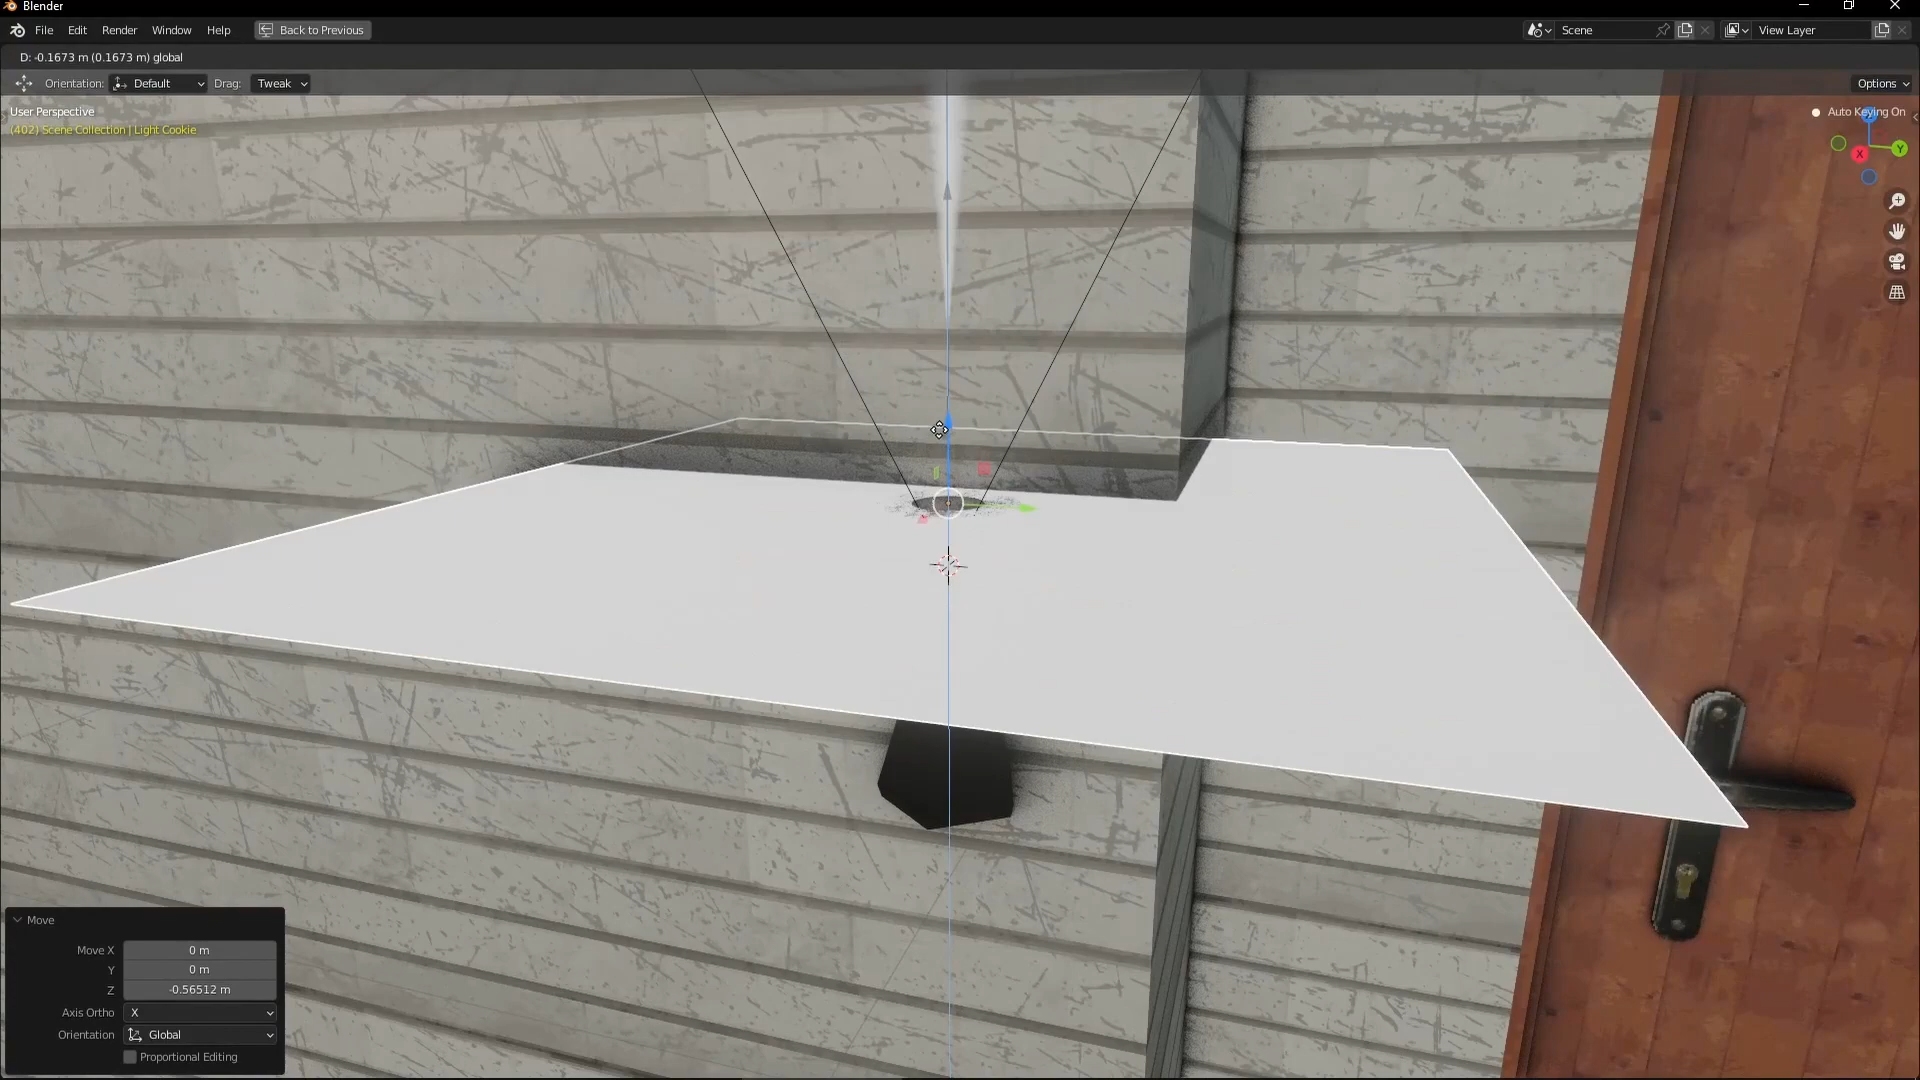 Blender
File Edit Render Window Help Back to Previous Scene View Layer
D: -0.1673 m (0.1673 m) global
Orientation: Default Drag: Tweak Options
User Perspective
(402) Scene Collection | Light Cookie
Auto Keying On
X
Y
Move
Move X 0 m
Y 0 m
Z -0.56512 m
Axis Ortho X
Orientation Global
Proportional Editing